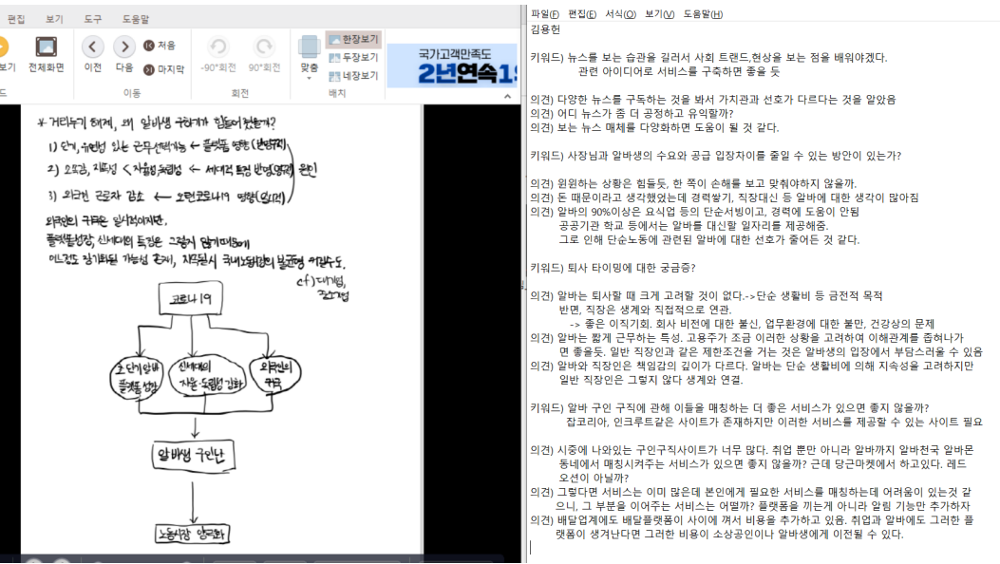 편집 보기 도구 도움말
보기 전체화면 이전 다음 처음 마지막 -90°회전 90°회전 맞춤 한장보기 두장보기 네장보기
드 이동 회전 배치
국가고객만족도
2년연속1
* 거리두기 해제, 왜 알바생 구하기가 힘들어졌을까?
1) 단기, 유연성 있는 근무선택가능 ← 플랫폼 영향 (반영구적)
2) 소속감, 지속성 < 자율성, 독립성 ← 세대적 특징 반영(영구적) 원인
3) 외국인 근로자 감소 ← 코로나19 영향(일시적)
외국인의 귀국은 일시적이지만,
플랫폼성장, 신세대의 특징은 그렇지 않기 때문에
어느정도 장기화될 가능성 존재, 지속될시 국내노동시장의 불균형 커질수도.
cf) 대기업,
중소기업
코로나19
초단기알바
플랫폼 성장
신세대의
자율·독립성 강화
외국인의
귀국
알바생 구인난
노동시장 양극화
파일(F) 편집(E) 서식(O) 보기(V) 도움말(H)
김용헌
키워드) 뉴스를 보는 습관을 길러서 사회 트랜드,현상을 보는 점을 배워야겠다.
관련 아이디어로 서비스를 구축하면 좋을 듯
의견) 다양한 뉴스를 구독하는 것을 봐서 가치관과 선호가 다르다는 것을 알았음
의견) 어디 뉴스가 좀 더 공정하고 유익할까?
의견) 보는 뉴스 매체를 다양화하면 도움이 될 것 같다.
키워드) 사장님과 알바생의 수요와 공급 입장차이를 줄일 수 있는 방안이 있는가?
의견) 윈윈하는 상황은 힘들듯, 한 쪽이 손해를 보고 맞춰야하지 않을까.
의견) 돈 때문이라고 생각했었는데 경력쌓기, 직장대신 등 알바에 대한 생각이 많아짐
의견) 알바의 90%이상은 요식업 등의 단순서빙이고, 경력에 도움이 안됨
공공기관 학교 등에서는 알바를 대신할 일자리를 제공해줌.
그로 인해 단순노동에 관련된 알바에 대한 선호가 줄어든 것 같다.
키워드) 퇴사 타이밍에 대한 궁금증?
의견) 알바는 퇴사할 때 크게 고려할 것이 없다.->단순 생활비 등 금전적 목적
반면, 직장은 생계와 직접적으로 연관.
-> 좋은 이직기회, 회사 비전에 대한 불신, 업무환경에 대한 불만, 건강상의 문제
의견) 알바는 짧게 근무하는 특성. 고용주가 조금 이러한 상황을 고려하여 이해관계를 좁혀나가
면 좋을듯. 일반 직장인과 같은 제한조건을 거는 것은 알바생의 입장에서 부담스러울 수 있음
의견) 알바와 직장인은 책임감의 깊이가 다르다. 알바는 단순 생활비에 의해 지속성을 고려하지만
일반 직장인은 그렇지 않다 생계와 연결.
키워드) 알바 구인 구직에 관해 이들을 매칭하는 더 좋은 서비스가 있으면 좋지 않을까?
잡코리아, 인크루트같은 사이트가 존재하지만 이러한 서비스를 제공할 수 있는 사이트 필요
의견) 시중에 나와있는 구인구직사이트가 너무 많다. 취업 뿐만 아니라 알바까지 알바천국 알바몬
동네에서 매칭시켜주는 서비스가 있으면 좋지 않을까? 근데 당근마켓에서 하고있다. 레드
오션이 아닐까?
의견) 그렇다면 서비스는 이미 많은데 본인에게 필요한 서비스를 매칭하는데 어려움이 있는것 같
으니, 그 부분을 이어주는 서비스는 어떨까? 플랫폼을 끼는게 아니라 알림 기능만 추가하자
의견) 배달업계에도 배달플랫폼이 사이에 껴서 비용을 추가하고 있음. 취업과 알바에도 그러한 플
랫폼이 생겨난다면 그러한 비용이 소상공인이나 알바생에게 이전될 수 있다.